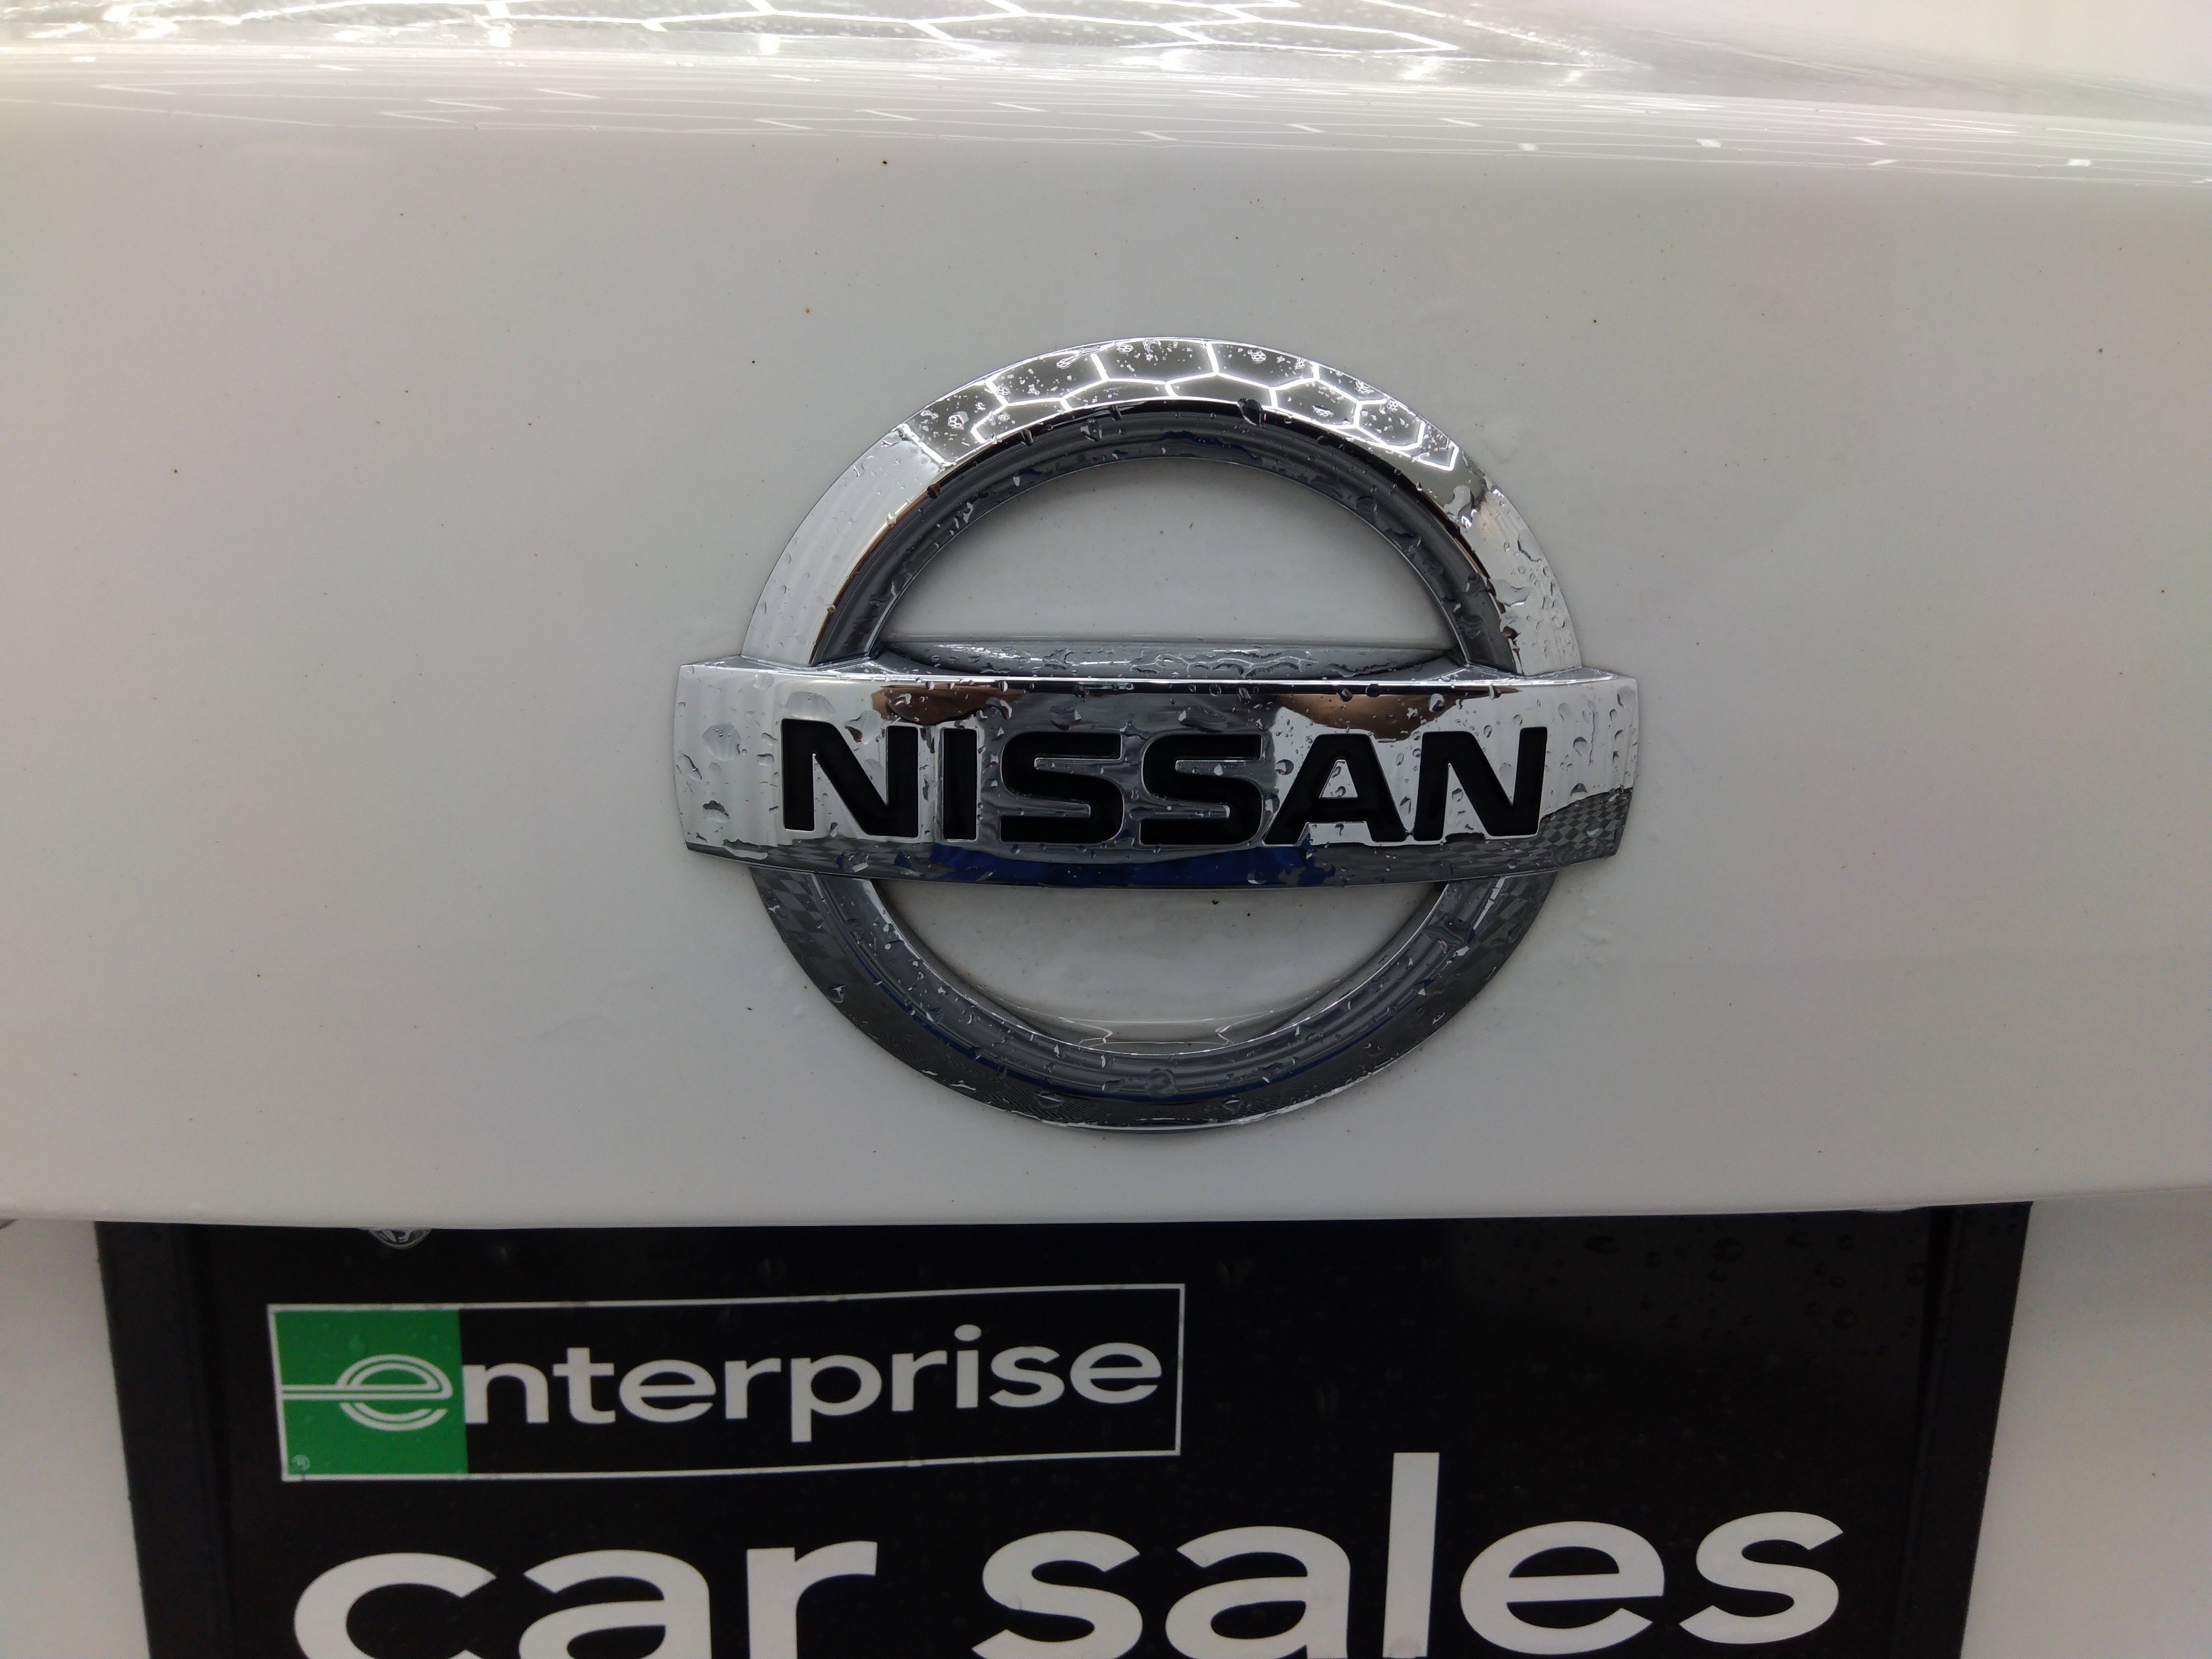 NISSAN
enterprise
®
car sales